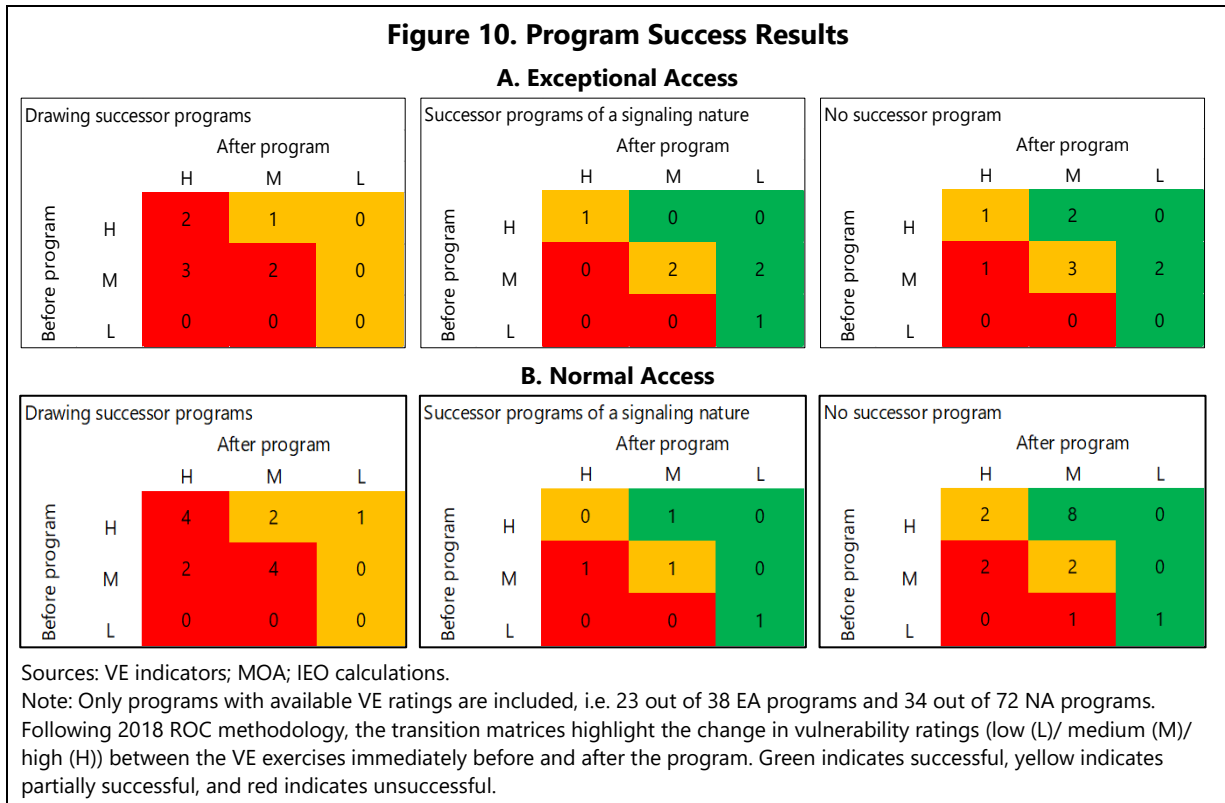 Figure 10. Program Success Results
A. Exceptional Access
Drawing successor programs
After program
H M L
Before program
H 2 1 0
M 3 2 0
L 0 0 0
Successor programs of a signaling nature
After program
H M L
Before program
H 1 0 0
M 0 2 2
L 0 0 1
No successor program
After program
H M L
Before program
H 1 2 0
M 1 3 2
L 0 0 0
B. Normal Access
Drawing successor programs
After program
H M L
Before program
H 4 2 1
M 2 4 0
L 0 0 0
Successor programs of a signaling nature
After program
H M L
Before program
H 0 1 0
M 1 1 0
L 0 0 1
No successor program
After program
H M L
Before program
H 2 8 0
M 2 2 0
L 0 1 1
Sources: VE indicators; MOA; IEO calculations.
Note: Only programs with available VE ratings are included, i.e. 23 out of 38 EA programs and 34 out of 72 NA programs.
Following 2018 ROC methodology, the transition matrices highlight the change in vulnerability ratings (low (L)/ medium (M)/
high (H)) between the VE exercises immediately before and after the program. Green indicates successful, yellow indicates
partially successful, and red indicates unsuccessful.